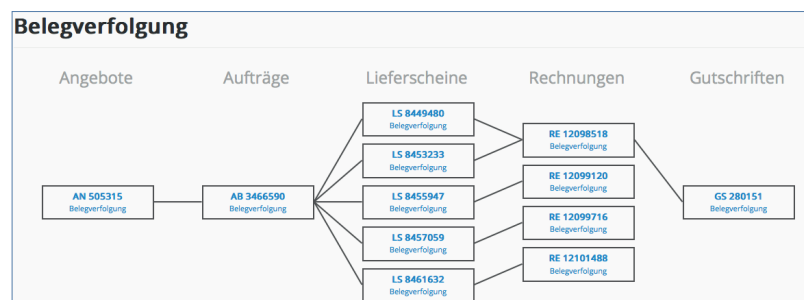 Belegverfolgung
Angebote Aufträge Lieferscheine Rechnungen Gutschriften
AN 505315
Belegverfolgung
AB 3466590
Belegverfolgung
LS 8449480
Belegverfolgung
LS 8453233
Belegverfolgung
LS 8455947
Belegverfolgung
LS 8457059
Belegverfolgung
LS 8461632
Belegverfolgung
RE 12098518
Belegverfolgung
RE 12099120
Belegverfolgung
RE 12099716
Belegverfolgung
RE 12101488
Belegverfolgung
GS 280151
Belegverfolgung